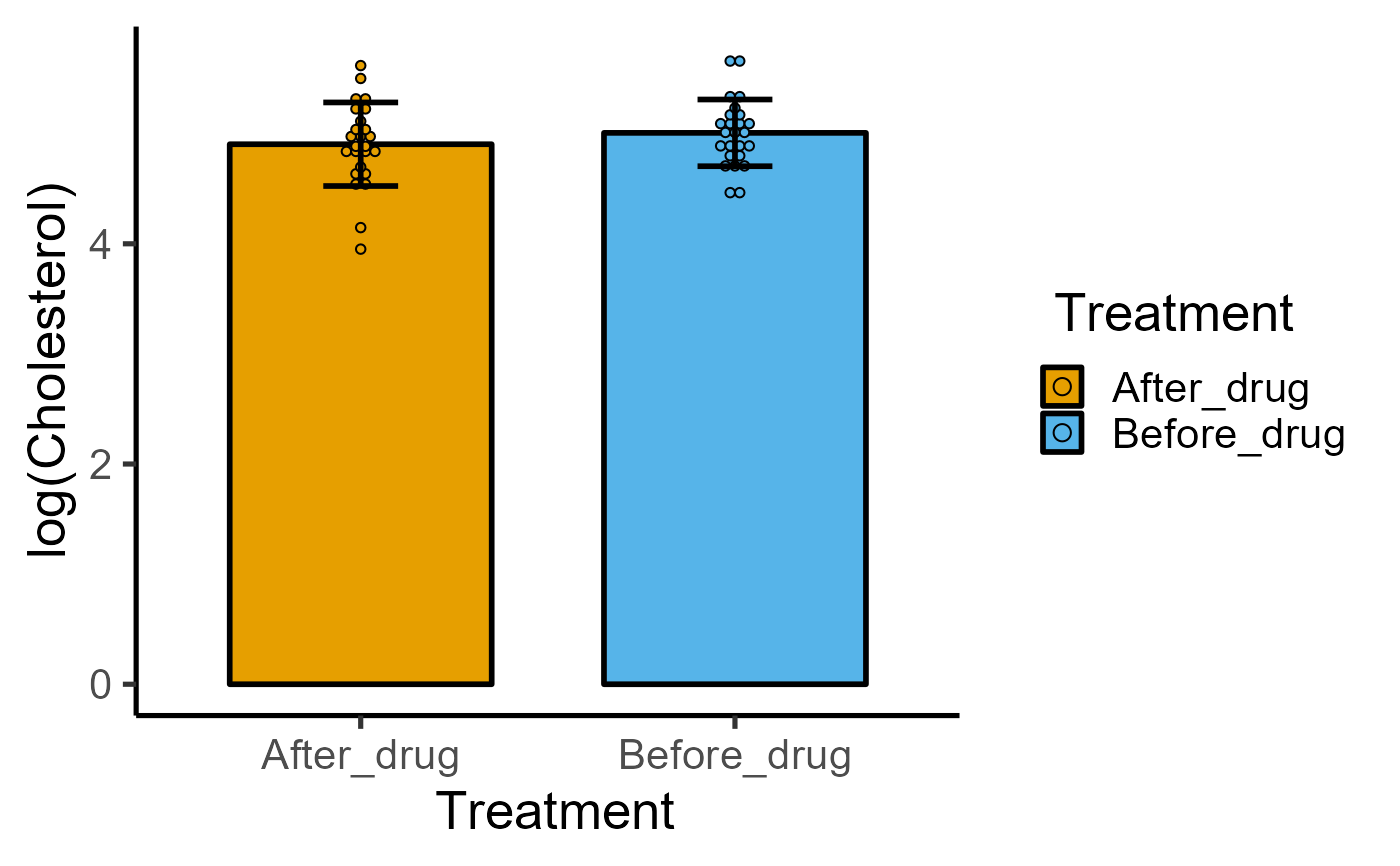 log(Cholesterol)
4
2
0
After_drug
Before_drug
Treatment
Treatment
After_drug
Before_drug